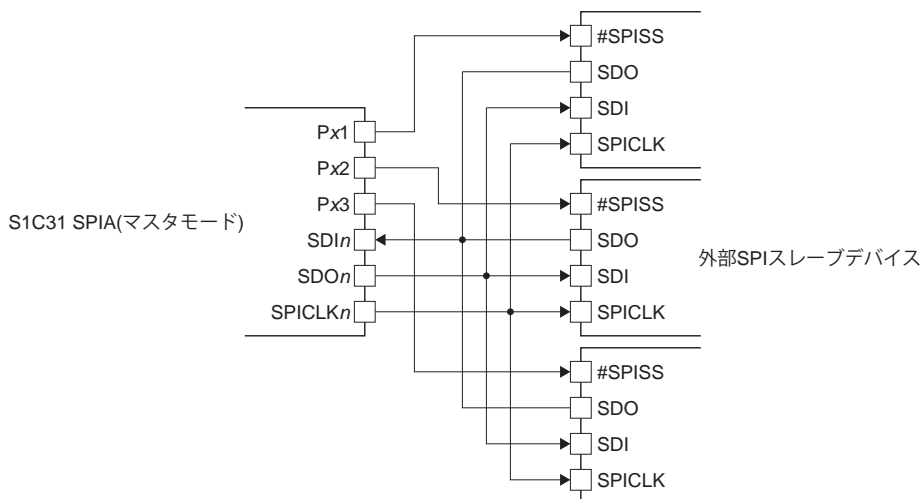 #SPISS
SDO
SDI
SPICLK
Px1
Px2
Px3
SDIn
SDOn
SPICLKn
S1C31 SPIA(マスタモード)
#SPISS
SDO
SDI
SPICLK
外部SPIスレーブデバイス
#SPISS
SDO
SDI
SPICLK